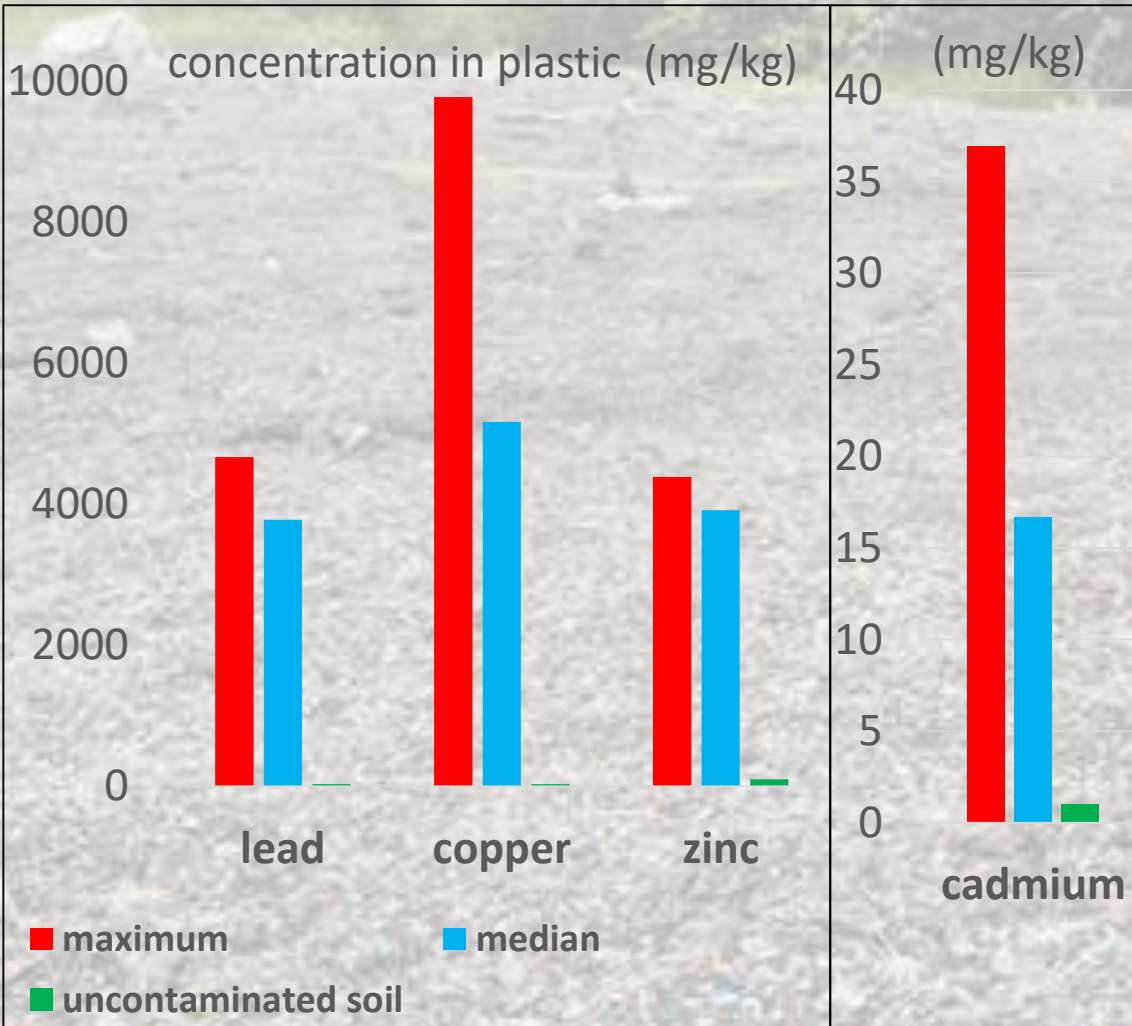 concentration in plastic (mg/kg)
10000
8000
6000
4000
2000
0
lead copper zinc
maximum median
uncontaminated soil
(mg/kg)
40
35
30
25
20
15
10
5
0
cadmium